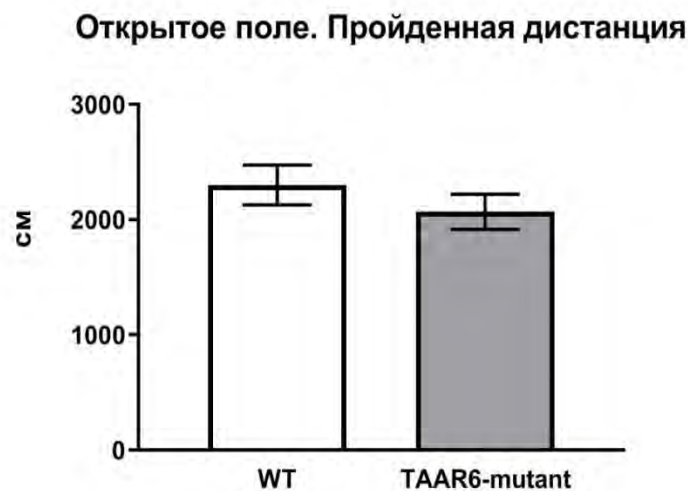 Открытое поле. Пройденная дистанция
3000
2000
1000
0
см
WT
TAAR6-mutant